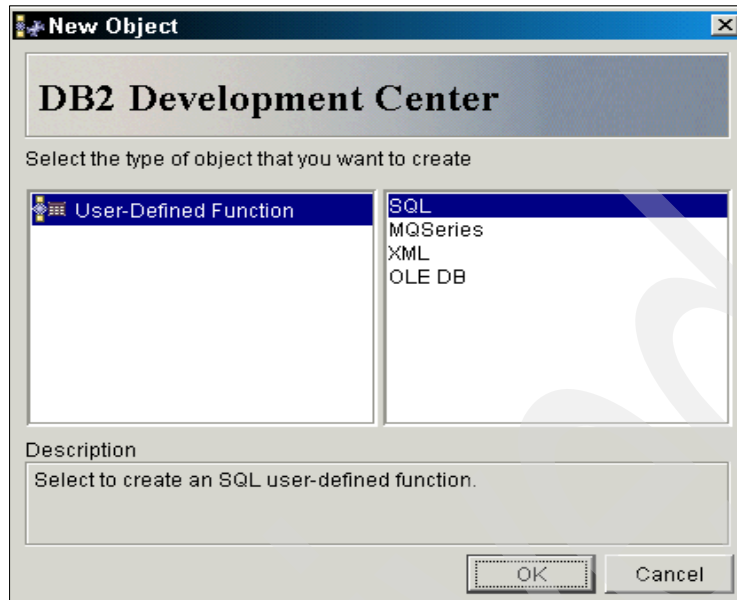 New Object
DB2 Development Center
Select the type of object that you want to create
User-Defined Function
SQL
MQSeries
XML
OLE DB
Description
Select to create an SQL user-defined function.
OK
Cancel